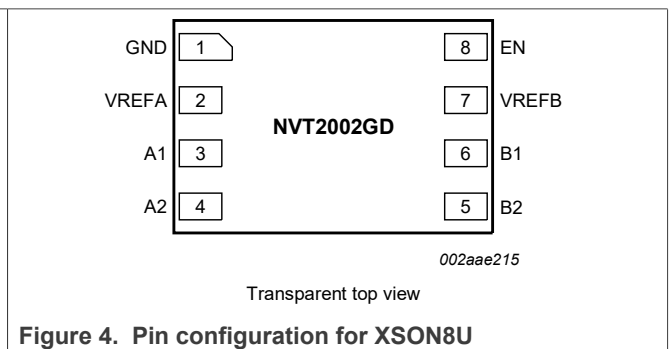 GND 1 8 EN
VREFA 2 7 VREFB
NVT2002GD
A1 3 6 B1
A2 4 5 B2
002aae215
Transparent top view
Figure 4. Pin configuration for XSON8U